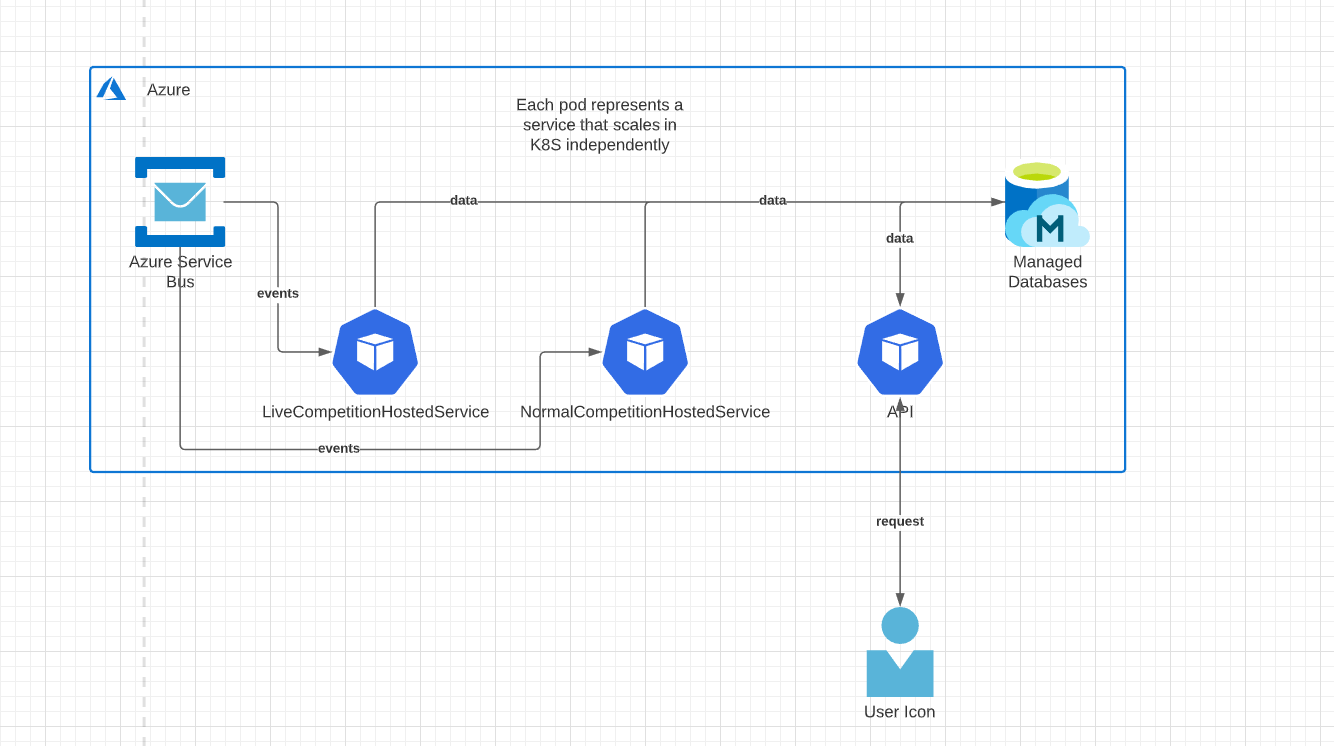 Azure
Each pod represents a
service that scales in
K8S independently
data
data
data
Azure Service
Bus
Managed
Databases
events
LiveCompetitionHostedService
NormalCompetitionHostedService
API
events
request
User Icon